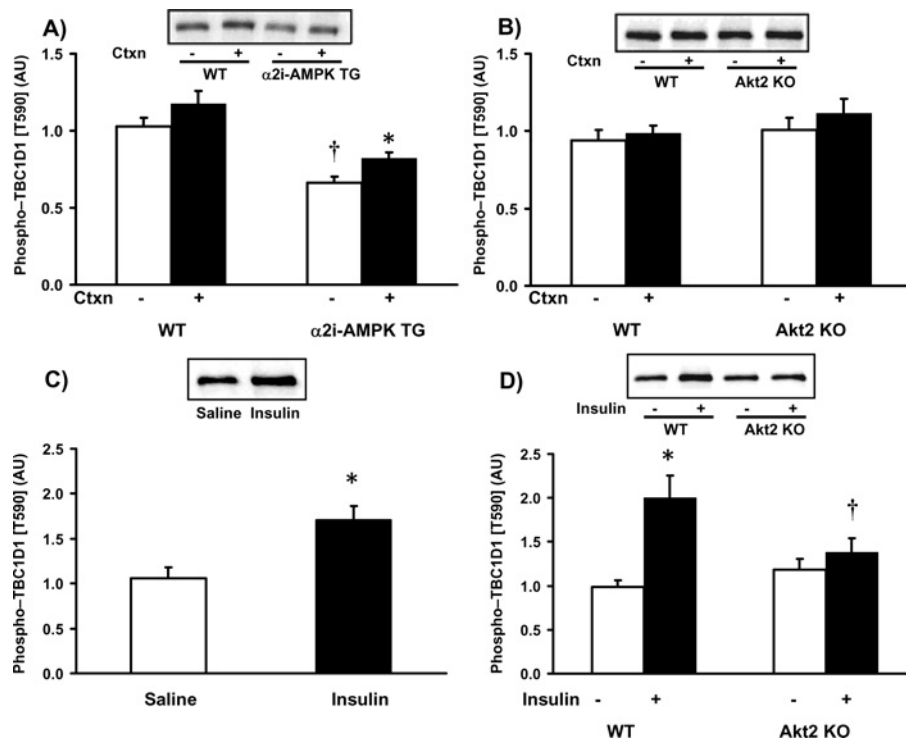 A)
Ctxn - + - +
WT α2i-AMPK TG
Phospho–TBC1D1 [T590] (AU)
1.5
1.0
0.5
0.0
†
*
Ctxn - + - +
WT α2i-AMPK TG
B)
Ctxn - + - +
WT Akt2 KO
Phospho–TBC1D1 [T590] (AU)
1.5
1.0
0.5
0.0
Ctxn - + - +
WT Akt2 KO
C)
Saline Insulin
Phospho–TBC1D1 [T590] (AU)
2.5
2.0
1.5
1.0
0.5
0.0
*
Saline Insulin
D)
Insulin - + - +
WT Akt2 KO
Phospho–TBC1D1 [T590] (AU)
2.5
2.0
1.5
1.0
0.5
0.0
*
†
Insulin - + - +
WT Akt2 KO